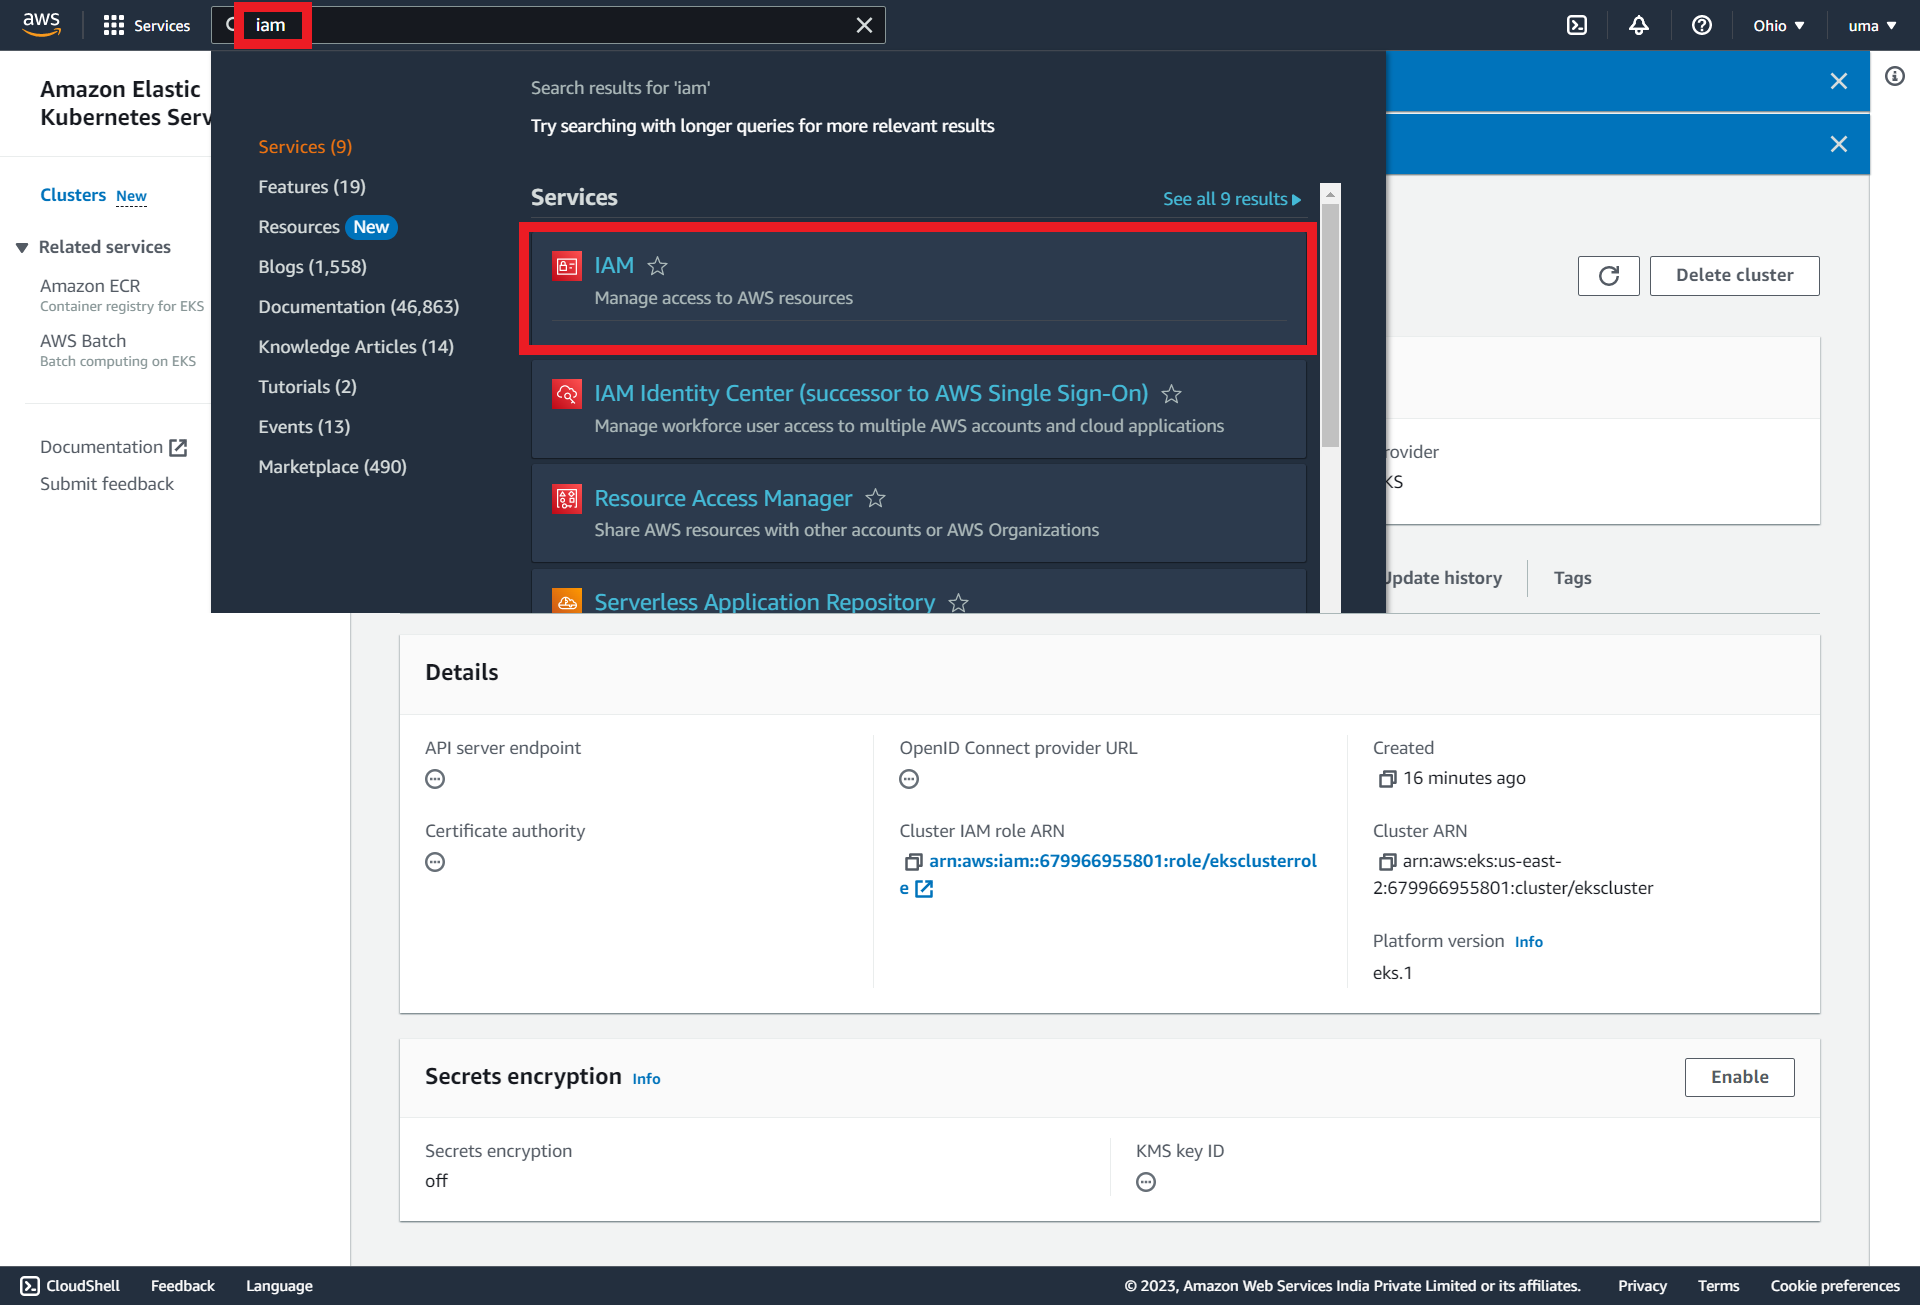 aws
Services
iam
Ohio
uma
Amazon Elastic
Kubernetes Serv
Clusters New
Related services
Amazon ECR
Container registry for EKS
AWS Batch
Batch computing on EKS
Documentation
Submit feedback
Services (9)
Features (19)
Resources New
Blogs (1,558)
Documentation (46,863)
Knowledge Articles (14)
Tutorials (2)
Events (13)
Marketplace (490)
Search results for 'iam'
Try searching with longer queries for more relevant results
Services
See all 9 results
IAM
Manage access to AWS resources
IAM Identity Center (successor to AWS Single Sign-On)
Manage workforce user access to multiple AWS accounts and cloud applications
Resource Access Manager
Share AWS resources with other accounts or AWS Organizations
Serverless Application Repository
Delete cluster
rovider
KS
Update history
Tags
Details
API server endpoint
Certificate authority
OpenID Connect provider URL
Cluster IAM role ARN
arn:aws:iam::679966955801:role/eksclusterrol
e
Created
16 minutes ago
Cluster ARN
arn:aws:eks:us-east-
2:679966955801:cluster/ekscluster
Platform version Info
eks.1
Secrets encryption Info
Enable
Secrets encryption
off
KMS key ID
CloudShell
Feedback
Language
© 2023, Amazon Web Services India Private Limited or its affiliates.
Privacy
Terms
Cookie preferences